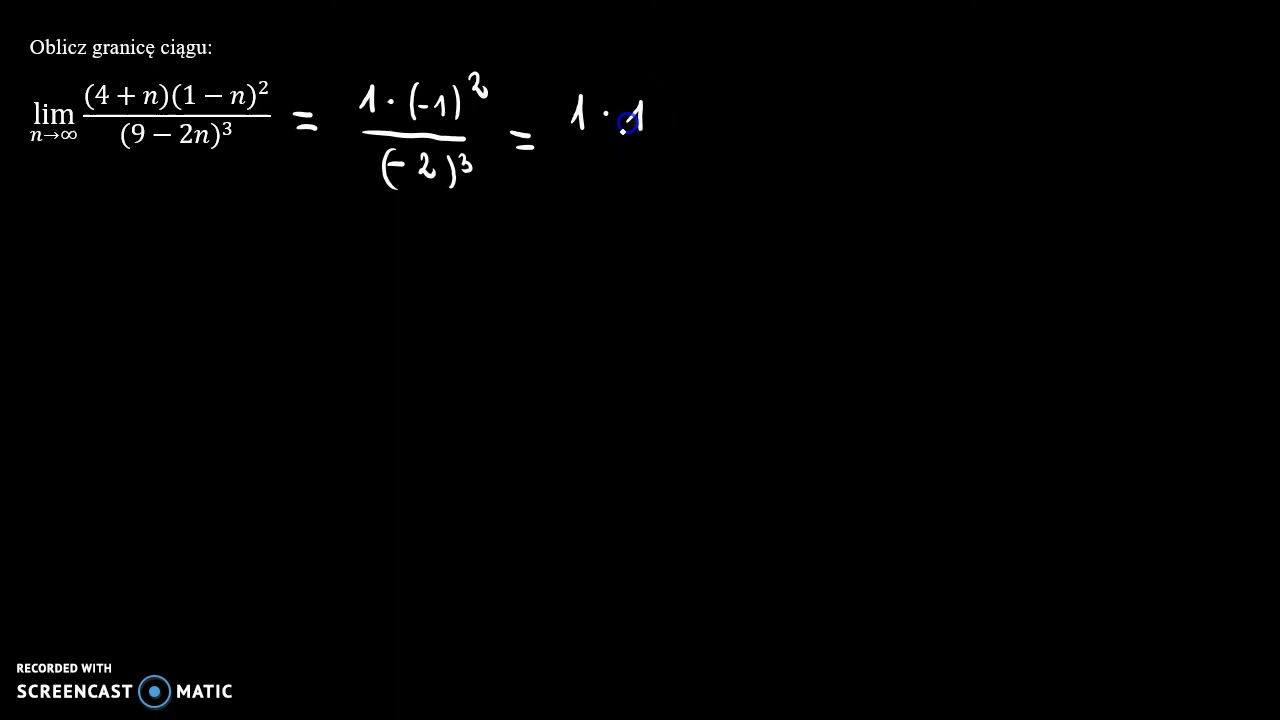 Oblicz granicę ciągu:
lim n→∞ (4 + n)(1 − n)² / (9 − 2n)³ = 1 · (-1)² / (-2)³ = 1 · 1
RECORDED WITH
SCREENCAST MATIC